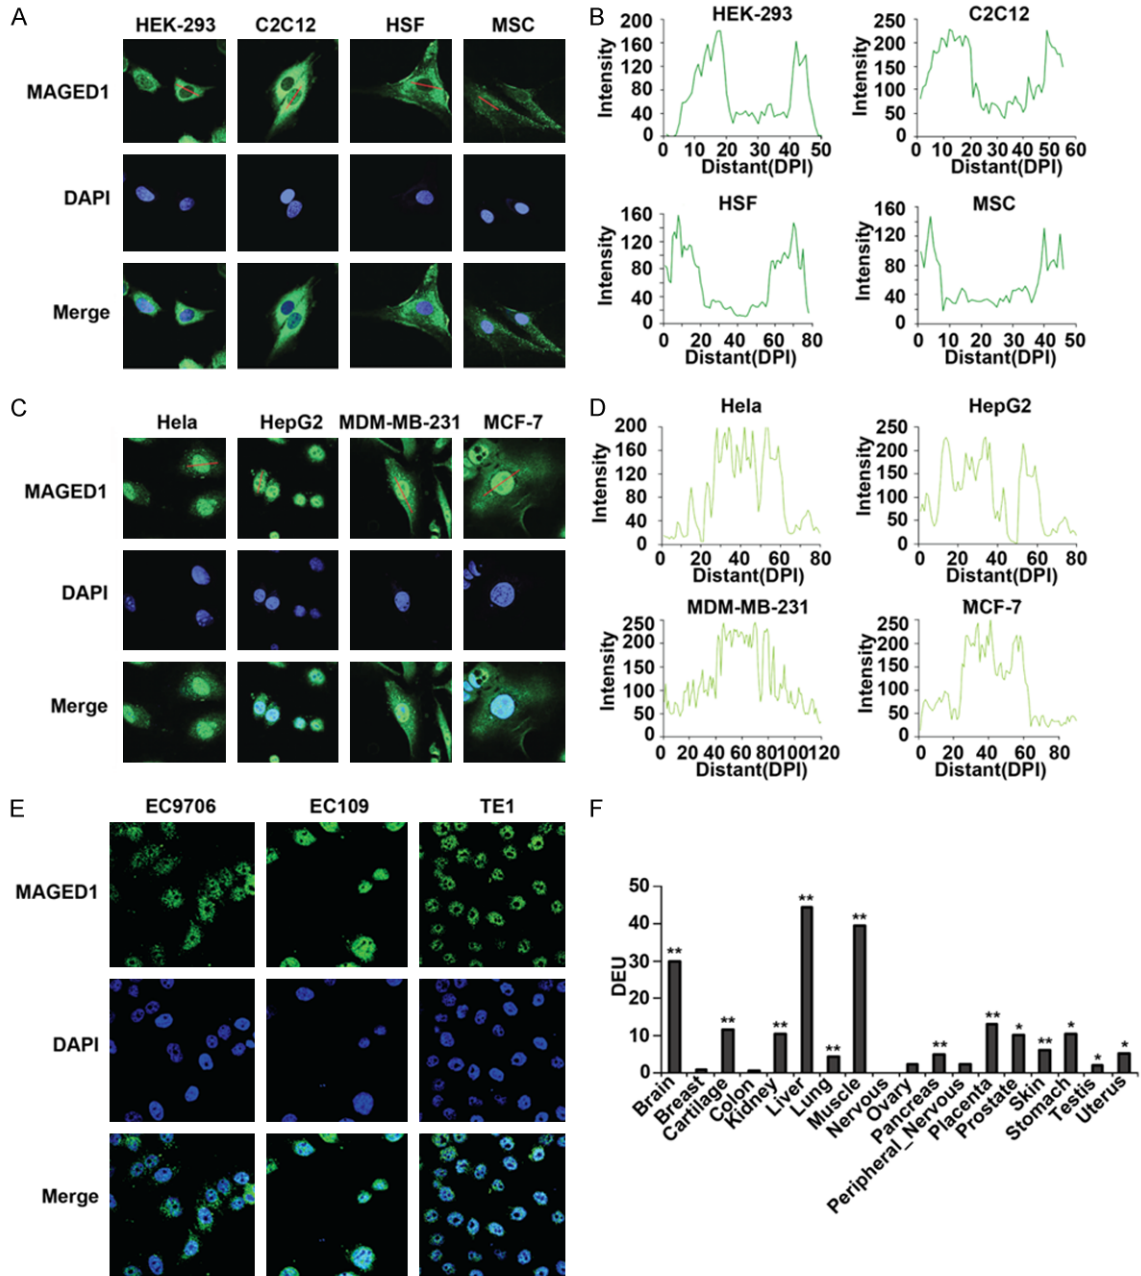 A
HEK-293 C2C12 HSF MSC
MAGED1
DAPI
Merge
B
HEK-293
Intensity
200
160
120
80
40
0
0 10 20 30 40 50
Distant(DPI)
C2C12
Intensity
250
200
150
100
50
0
0 10 20 30 40 50 60
Distant(DPI)
HSF
Intensity
160
120
80
40
0
0 20 40 60 80
Distant(DPI)
MSC
Intensity
160
120
80
40
0
0 10 20 30 40 50
Distant(DPI)
C
Hela HepG2 MDM-MB-231 MCF-7
MAGED1
DAPI
Merge
D
Hela
Intensity
200
160
120
80
40
0
0 20 40 60 80
Distant(DPI)
HepG2
Intensity
250
200
150
100
50
0
0 20 40 60 80
Distant(DPI)
MDM-MB-231
Intensity
250
200
150
100
50
0
0 20 40 60 80 100 120
Distant(DPI)
MCF-7
Intensity
250
200
150
100
50
0
0 20 40 60 80
Distant(DPI)
E
EC9706 EC109 TE1
MAGED1
DAPI
Merge
F
DEU
50
40
30
20
10
0
** ** ** ** ** ** ** ** * ** * * *
Brain
Breast
Cartilage
Colon
Kidney
Liver
Lung
Muscle
Nervous
Ovary
Pancreas
Peripheral_Nervous
Placenta
Prostate
Skin
Stomach
Testis
Uterus